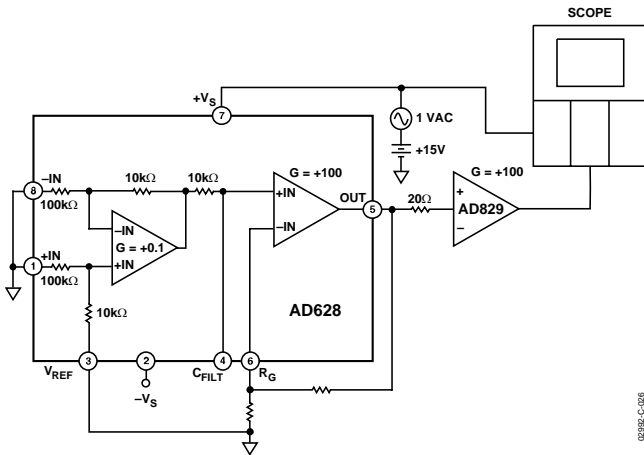 SCOPE
+VS
7
1 VAC
+15V
–IN
8
100kΩ
10kΩ
10kΩ
G = +100
+IN
–IN
OUT
5
20Ω
G = +100
+
AD829
–
–IN
G = +0.1
+IN
+IN
1
100kΩ
10kΩ
AD628
3
2
4
6
VREF
–VS
CFILT
RG
02992-C-026